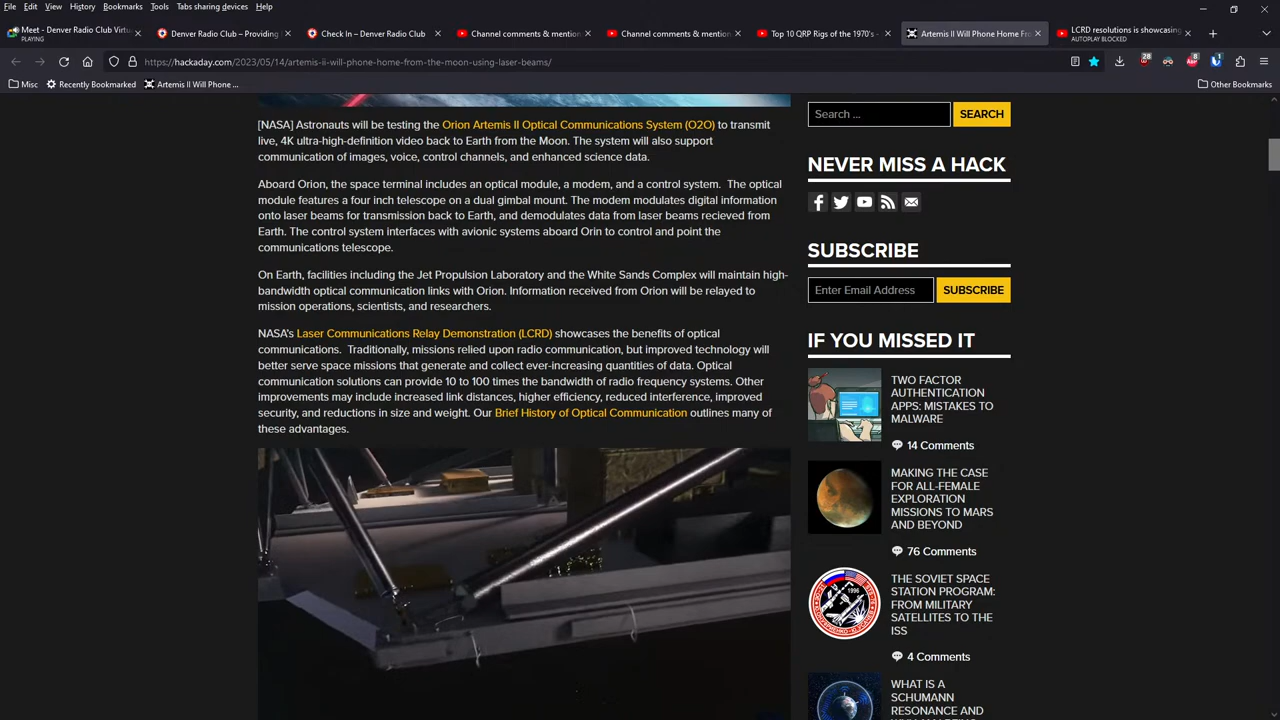 File Edit View History Bookmarks Tools Tabs sharing devices Help
Meet - Denver Radio Club Virtu
PLAYING
Denver Radio Club – Providing
Check In – Denver Radio Club
Channel comments & mention
Channel comments & mention
Top 10 QRP Rigs of the 1970's -
Artemis II Will Phone Home Fro
LCRD resolutions is showcasing
AUTOPLAY BLOCKED
https://hackaday.com/2023/05/14/artemis-ii-will-phone-home-from-the-moon-using-laser-beams/
28
8
1
Misc
Recently Bookmarked
Artemis II Will Phone ...
Other Bookmarks
[NASA] Astronauts will be testing the Orion Artemis II Optical Communications System (O2O) to transmit
live, 4K ultra-high-definition video back to Earth from the Moon. The system will also support
communication of images, voice, control channels, and enhanced science data.
Aboard Orion, the space terminal includes an optical module, a modem, and a control system. The optical
module features a four inch telescope on a dual gimbal mount. The modem modulates digital information
onto laser beams for transmission back to Earth, and demodulates data from laser beams recieved from
Earth. The control system interfaces with avionic systems aboard Orin to control and point the
communications telescope.
On Earth, facilities including the Jet Propulsion Laboratory and the White Sands Complex will maintain high-
bandwidth optical communication links with Orion. Information received from Orion will be relayed to
mission operations, scientists, and researchers.
NASA's Laser Communications Relay Demonstration (LCRD) showcases the benefits of optical
communications. Traditionally, missions relied upon radio communication, but improved technology will
better serve space missions that generate and collect ever-increasing quantities of data. Optical
communication solutions can provide 10 to 100 times the bandwidth of radio frequency systems. Other
improvements may include increased link distances, higher efficiency, reduced interference, improved
security, and reductions in size and weight. Our Brief History of Optical Communication outlines many of
these advantages.
Search ...
SEARCH
NEVER MISS A HACK
SUBSCRIBE
Enter Email Address
SUBSCRIBE
IF YOU MISSED IT
TWO FACTOR
AUTHENTICATION
APPS: MISTAKES TO
MALWARE
14 Comments
MAKING THE CASE
FOR ALL-FEMALE
EXPLORATION
MISSIONS TO MARS
AND BEYOND
76 Comments
THE SOVIET SPACE
STATION PROGRAM:
FROM MILITARY
SATELLITES TO THE
ISS
1996
4 Comments
WHAT IS A
SCHUMANN
RESONANCE AND